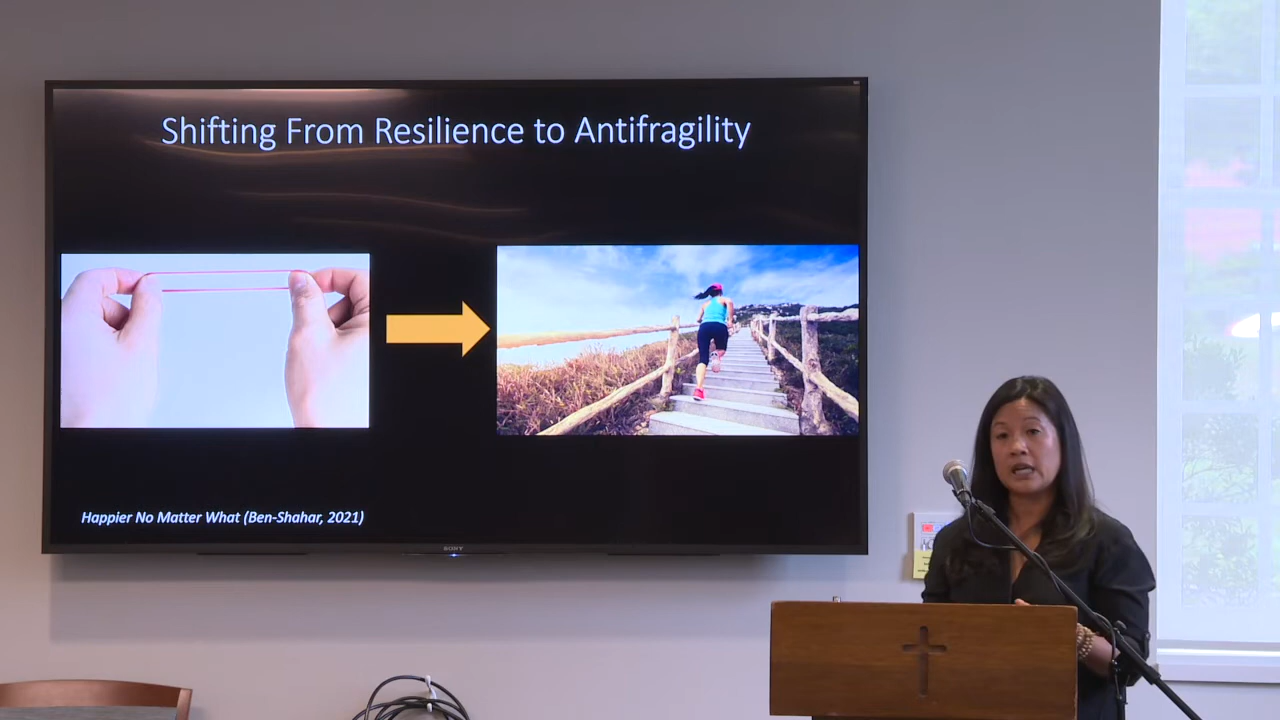 Shifting From Resilience to Antifragility
Happier No Matter What (Ben-Shahar, 2021)
SONY